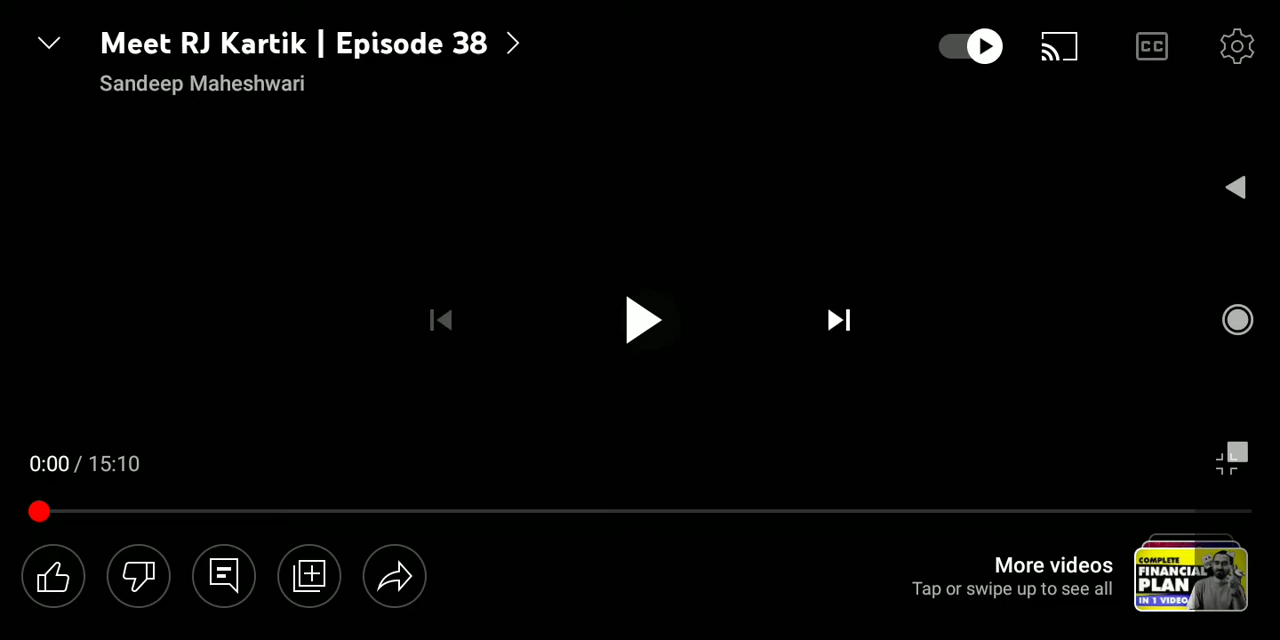 Meet RJ Kartik | Episode 38
Sandeep Maheshwari
CC
0:00 / 15:10
More videos
Tap or swipe up to see all
COMPLETE
FINANCIAL
PLAN
IN 1 VIDEO